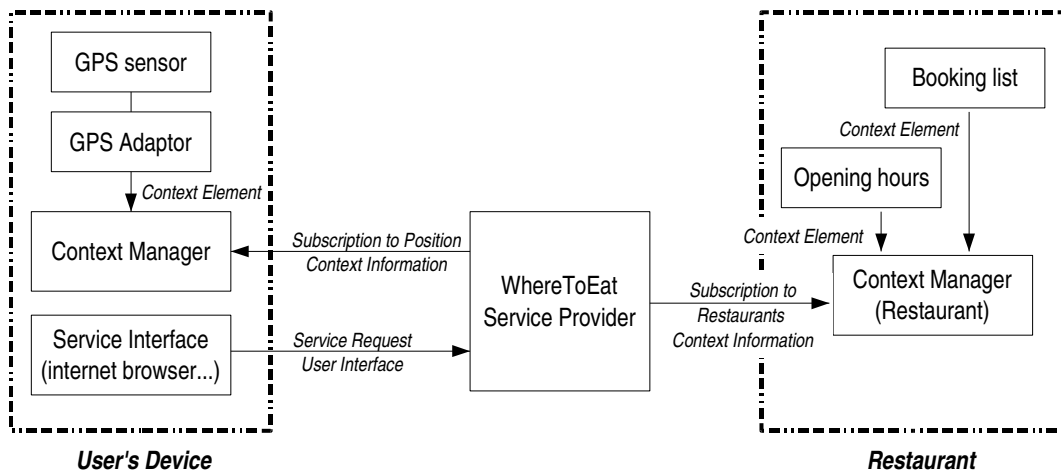 GPS sensor
GPS Adaptor
Context Element
Context Manager
Service Interface
(internet browser...)
User's Device
Subscription to Position
Context Information
Service Request
User Interface
WhereToEat
Service Provider
Subscription to
Restaurants
Context Information
Booking list
Context Element
Opening hours
Context Element
Context Manager
(Restaurant)
Restaurant